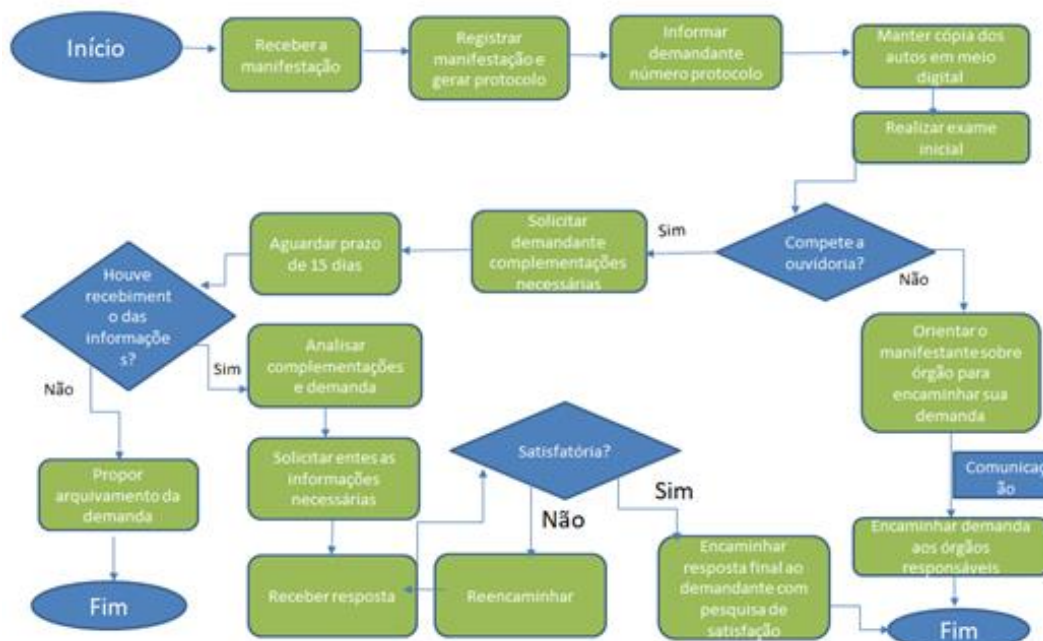 Início
Receber a
manifestação
Registrar
manifestação e
gerar protocolo
Informar
demandante
número protocolo
Manter cópia dos
autos em meio
digital
Realizar exame
inicial
Compete a
ouvidoria?
Sim
Não
Solicitar
demandante
complementações
necessárias
Aguardar prazo
de 15 dias
Houve
recebiment
o das
informaçõe
s?
Sim
Não
Analisar
complementações
e demanda
Propor
arquivamento da
demanda
Fim
Solicitar entes as
informações
necessárias
Receber resposta
Satisfatória?
Não
Sim
Reencaminhar
Encaminhar
resposta final ao
demandante com
pesquisa de
satisfação
Orientar o
manifestante sobre
órgão para
encaminhar sua
demanda
Comunicaç
ão
Encaminhar demanda
aos órgãos
responsáveis
Fim